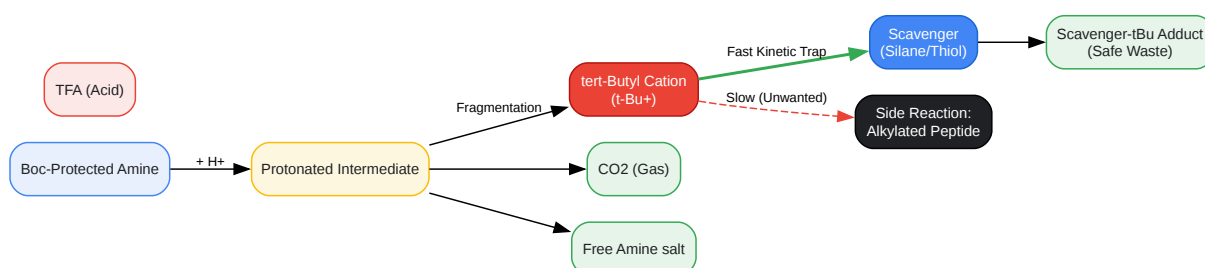 TFA (Acid)
Boc-Protected Amine
+ H+
Protonated Intermediate
Fragmentation
tert-Butyl Cation
(t-Bu+)
CO2 (Gas)
Free Amine salt
Fast Kinetic Trap
Slow (Unwanted)
Scavenger
(Silane/Thiol)
Side Reaction:
Alkylated Peptide
Scavenger-tBu Adduct
(Safe Waste)